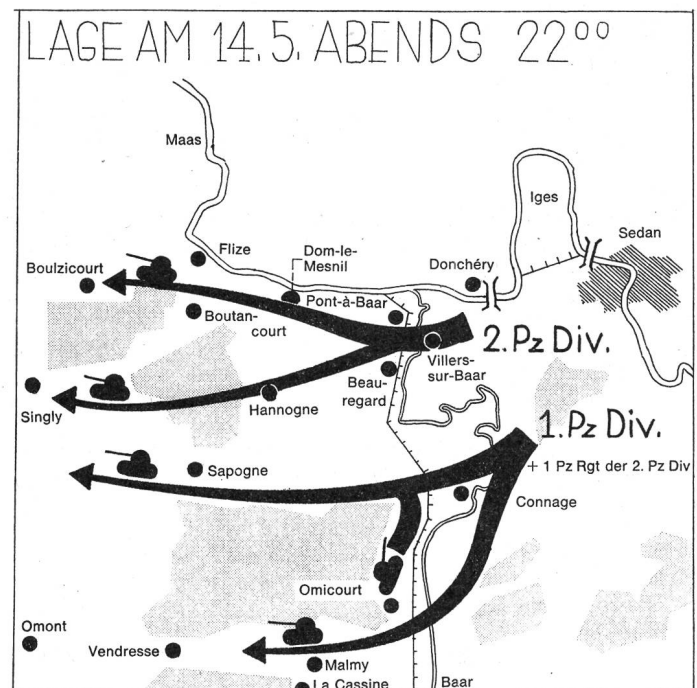 LAGE AM 14.5. ABENDS 22⁰⁰
Maas
Iges
Sedan
Flize
Dom-le-
Mesnil
Donchéry
Boulzicourt
Pont-à-Baar
Boutan-
court
2. Pz Div.
Villers-
sur-Baar
Beau-
regard
Singly
Hannogne
1. Pz Div.
+ 1 Pz Rgt der 2. Pz Div
Sapogne
Connage
Omicourt
Omont
Vendresse
Malmy
La Cassine
Baar